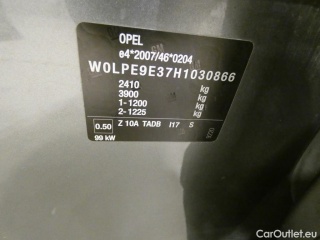 OPEL
e4*2007/46*0204
W0LPE9E37H1030866
2410 kg
3900 kg
1-1200 kg
2-1225 kg
0.50 Z 10A TADB I17 S
99 kW
CarOutlet.eu